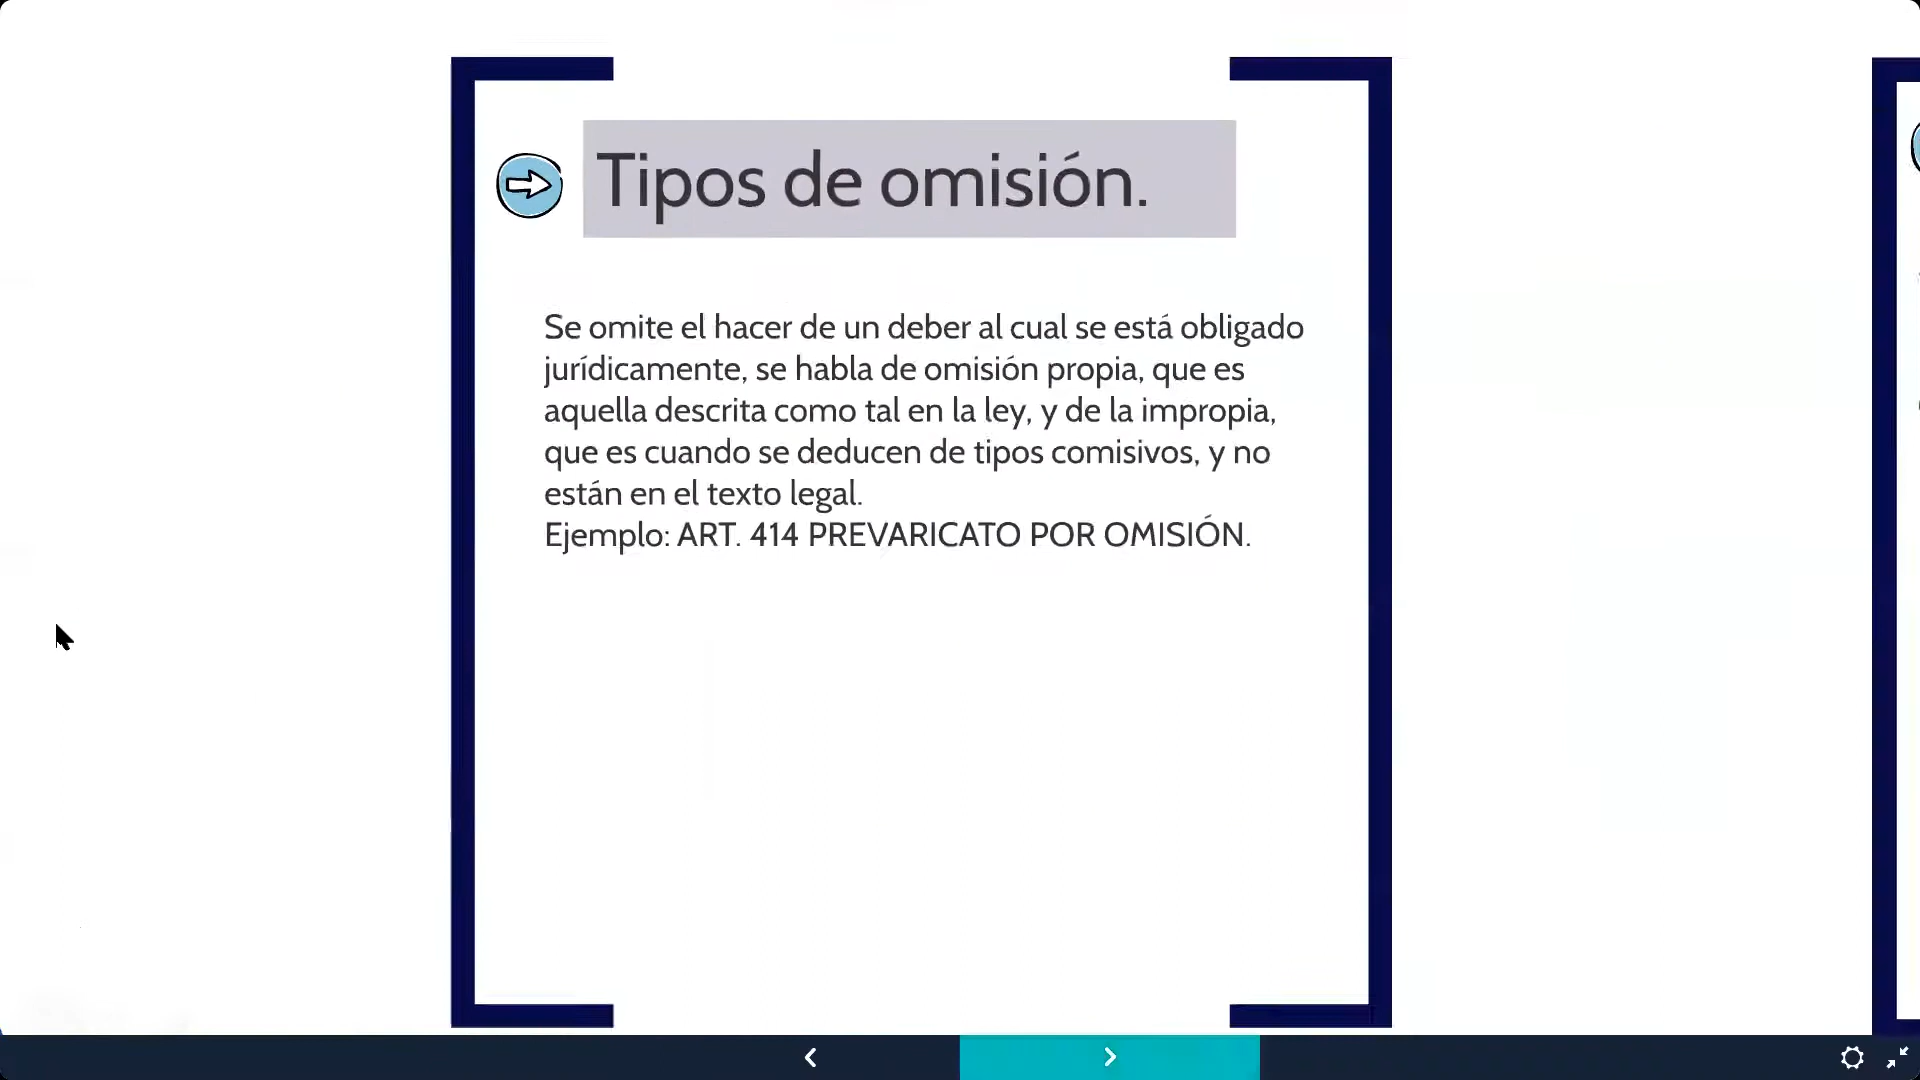 Tipos de omisión.
Se omite el hacer de un deber al cual se está obligado
jurídicamente, se habla de omisión propia, que es
aquella descrita como tal en la ley, y de la impropia,
que es cuando se deducen de tipos comisivos, y no
están en el texto legal.
Ejemplo: ART. 414 PREVARICATO POR OMISIÓN.